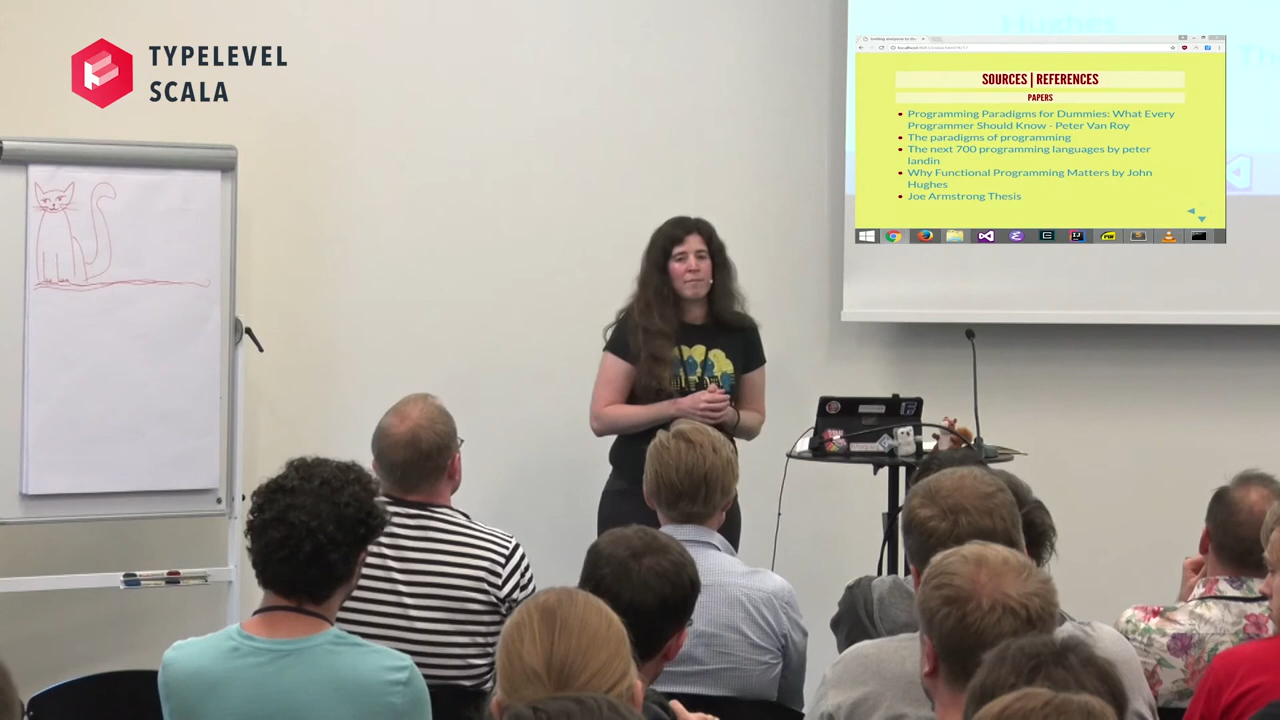 TYPELEVEL
SCALA
Hughes
Th
SOURCES | REFERENCES
PAPERS
Programming Paradigms for Dummies: What Every
Programmer Should Know - Peter Van Roy
The paradigms of programming
The next 700 programming languages by peter
landin
Why Functional Programming Matters by John
Hughes
Joe Armstrong Thesis